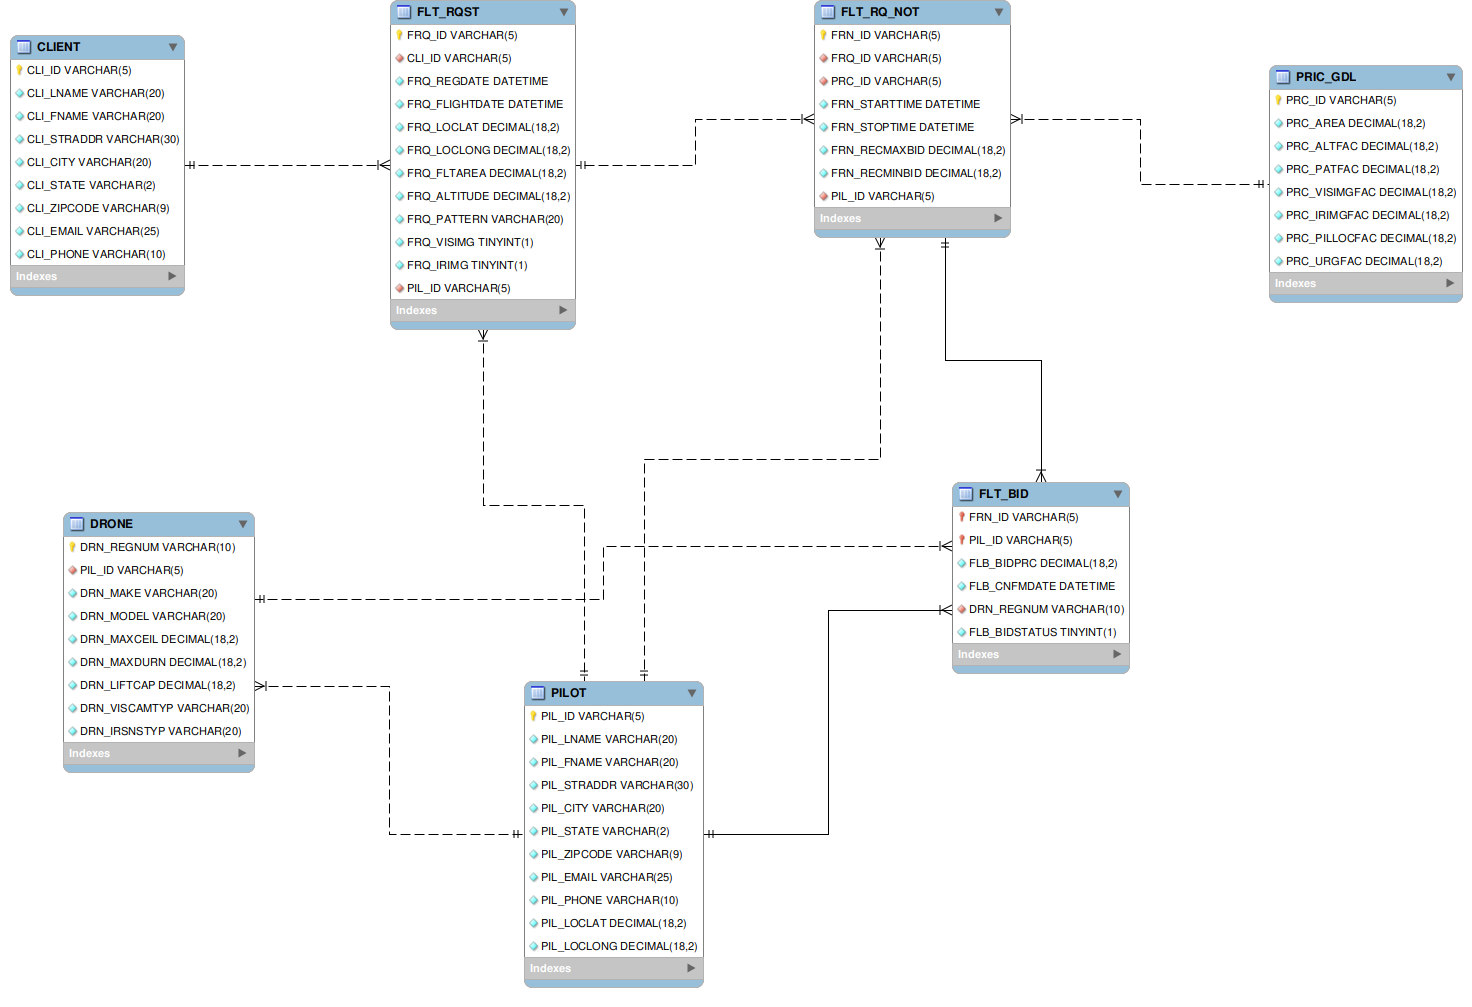 CLIENT
CLI_ID VARCHAR(5)
CLI_LNAME VARCHAR(20)
CLI_FNAME VARCHAR(20)
CLI_STRADDR VARCHAR(30)
CLI_CITY VARCHAR(20)
CLI_STATE VARCHAR(2)
CLI_ZIPCODE VARCHAR(9)
CLI_EMAIL VARCHAR(25)
CLI_PHONE VARCHAR(10)
Indexes
FLT_RQST
FRQ_ID VARCHAR(5)
CLI_ID VARCHAR(5)
FRQ_REGDATE DATETIME
FRQ_FLIGHTDATE DATETIME
FRQ_LOCLAT DECIMAL(18,2)
FRQ_LOCLONG DECIMAL(18,2)
FRQ_FLTAREA DECIMAL(18,2)
FRQ_ALTITUDE DECIMAL(18,2)
FRQ_PATTERN VARCHAR(20)
FRQ_VISIMG TINYINT(1)
FRQ_IRIMG TINYINT(1)
PIL_ID VARCHAR(5)
Indexes
FLT_RQ_NOT
FRN_ID VARCHAR(5)
FRQ_ID VARCHAR(5)
PRC_ID VARCHAR(5)
FRN_STARTTIME DATETIME
FRN_STOPTIME DATETIME
FRN_RECMAXBID DECIMAL(18,2)
FRN_RECMINBID DECIMAL(18,2)
PIL_ID VARCHAR(5)
Indexes
PRIC_GDL
PRC_ID VARCHAR(5)
PRC_AREA DECIMAL(18,2)
PRC_ALTFAC DECIMAL(18,2)
PRC_PATFAC DECIMAL(18,2)
PRC_VISIMGFAC DECIMAL(18,2)
PRC_IRIMGFAC DECIMAL(18,2)
PRC_PILLOCFAC DECIMAL(18,2)
PRC_URGFAC DECIMAL(18,2)
Indexes
DRONE
DRN_REGNUM VARCHAR(10)
PIL_ID VARCHAR(5)
DRN_MAKE VARCHAR(20)
DRN_MODEL VARCHAR(20)
DRN_MAXCEIL DECIMAL(18,2)
DRN_MAXDURN DECIMAL(18,2)
DRN_LIFTCAP DECIMAL(18,2)
DRN_VISCAMTYP VARCHAR(20)
DRN_IRSNSTYP VARCHAR(20)
Indexes
FLT_BID
FRN_ID VARCHAR(5)
PIL_ID VARCHAR(5)
FLB_BIDPRC DECIMAL(18,2)
FLB_CNFMDATE DATETIME
DRN_REGNUM VARCHAR(10)
FLB_BIDSTATUS TINYINT(1)
Indexes
PILOT
PIL_ID VARCHAR(5)
PIL_LNAME VARCHAR(20)
PIL_FNAME VARCHAR(20)
PIL_STRADDR VARCHAR(30)
PIL_CITY VARCHAR(20)
PIL_STATE VARCHAR(2)
PIL_ZIPCODE VARCHAR(9)
PIL_EMAIL VARCHAR(25)
PIL_PHONE VARCHAR(10)
PIL_LOCLAT DECIMAL(18,2)
PIL_LOCLONG DECIMAL(18,2)
Indexes